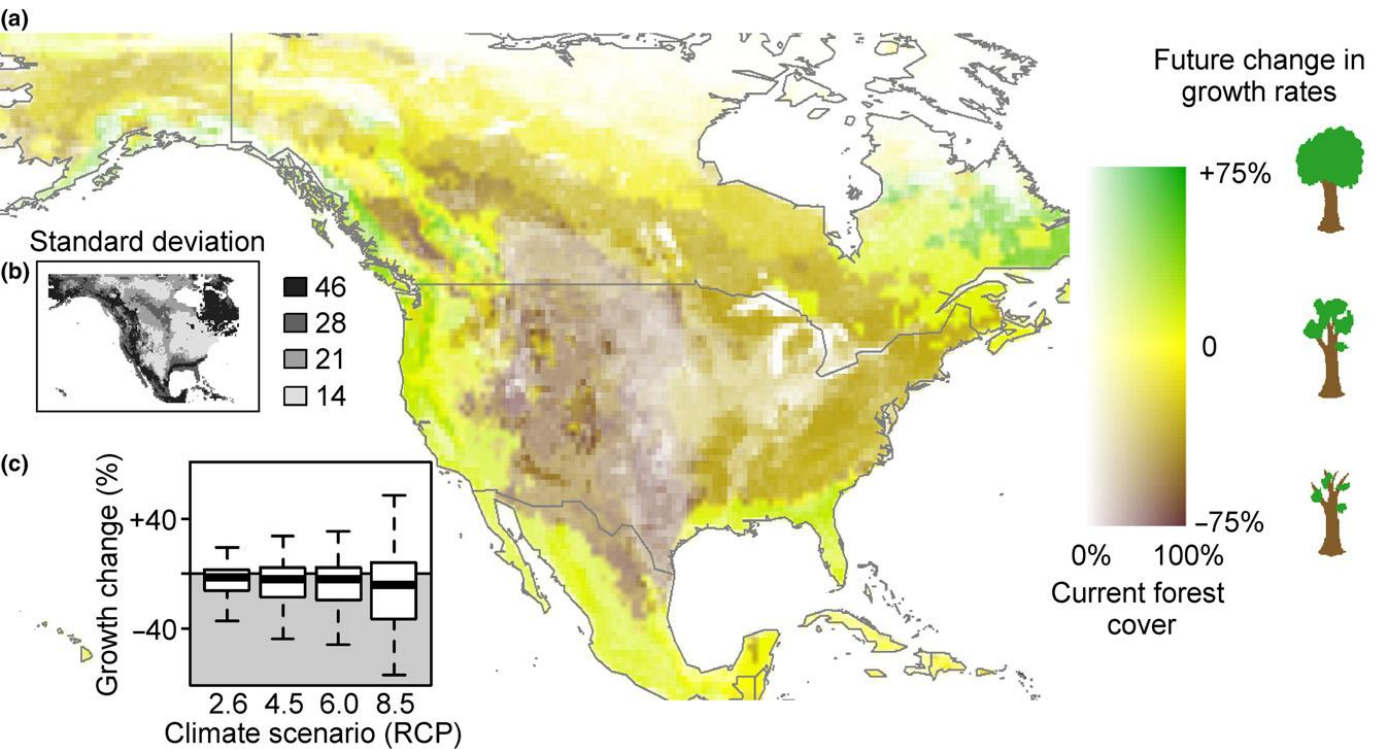 (a)
Future change in
growth rates
+75%
0
−75%
0% 100%
Current forest
cover
Standard deviation
(b)
46
28
21
14
(c)
Growth change (%)
+40
−40
2.6 4.5 6.0 8.5
Climate scenario (RCP)